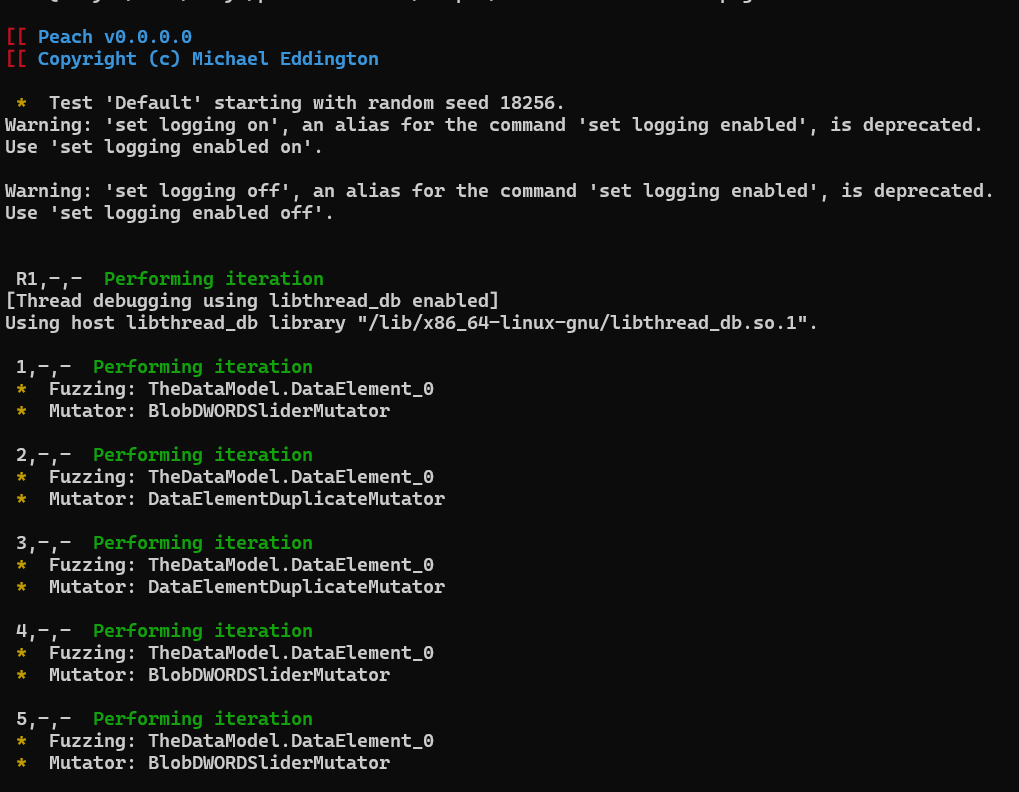 [[ Peach v0.0.0.0
[[ Copyright (c) Michael Eddington
* Test 'Default' starting with random seed 18256.
Warning: 'set logging on', an alias for the command 'set logging enabled', is deprecated.
Use 'set logging enabled on'.
Warning: 'set logging off', an alias for the command 'set logging enabled', is deprecated.
Use 'set logging enabled off'.
R1,-,- Performing iteration
[Thread debugging using libthread_db enabled]
Using host libthread_db library "/lib/x86_64-linux-gnu/libthread_db.so.1".
1,-,- Performing iteration
* Fuzzing: TheDataModel.DataElement_0
* Mutator: BlobDWORDSliderMutator
2,-,- Performing iteration
* Fuzzing: TheDataModel.DataElement_0
* Mutator: DataElementDuplicateMutator
3,-,- Performing iteration
* Fuzzing: TheDataModel.DataElement_0
* Mutator: DataElementDuplicateMutator
4,-,- Performing iteration
* Fuzzing: TheDataModel.DataElement_0
* Mutator: BlobDWORDSliderMutator
5,-,- Performing iteration
* Fuzzing: TheDataModel.DataElement_0
* Mutator: BlobDWORDSliderMutator